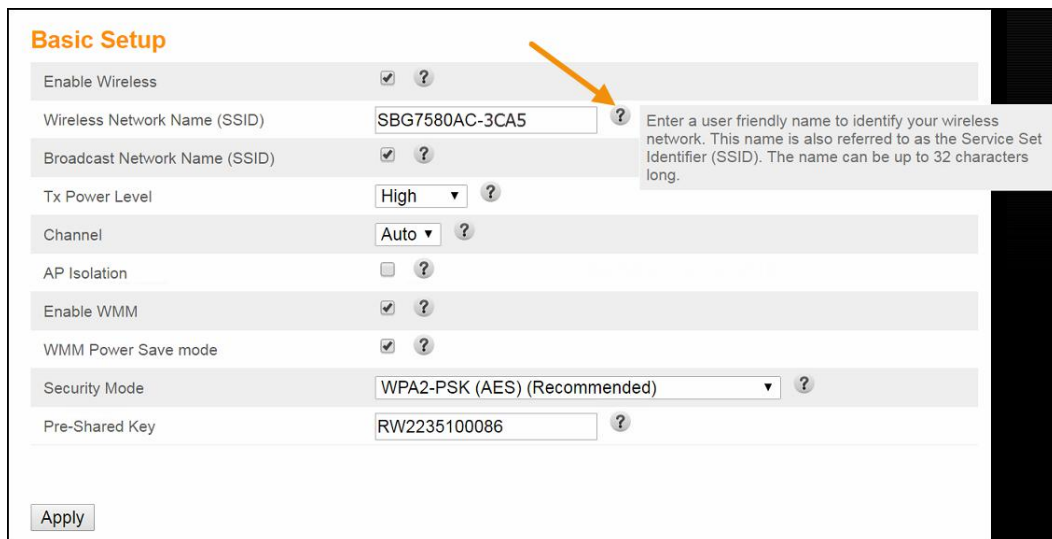 Basic Setup
Enable Wireless ?
Wireless Network Name (SSID) SBG7580AC-3CA5 ?
Enter a user friendly name to identify your wireless
network. This name is also referred to as the Service Set
Identifier (SSID). The name can be up to 32 characters
long.
Broadcast Network Name (SSID) ?
Tx Power Level High ?
Channel Auto ?
AP Isolation ?
Enable WMM ?
WMM Power Save mode ?
Security Mode WPA2-PSK (AES) (Recommended) ?
Pre-Shared Key RW2235100086 ?
Apply